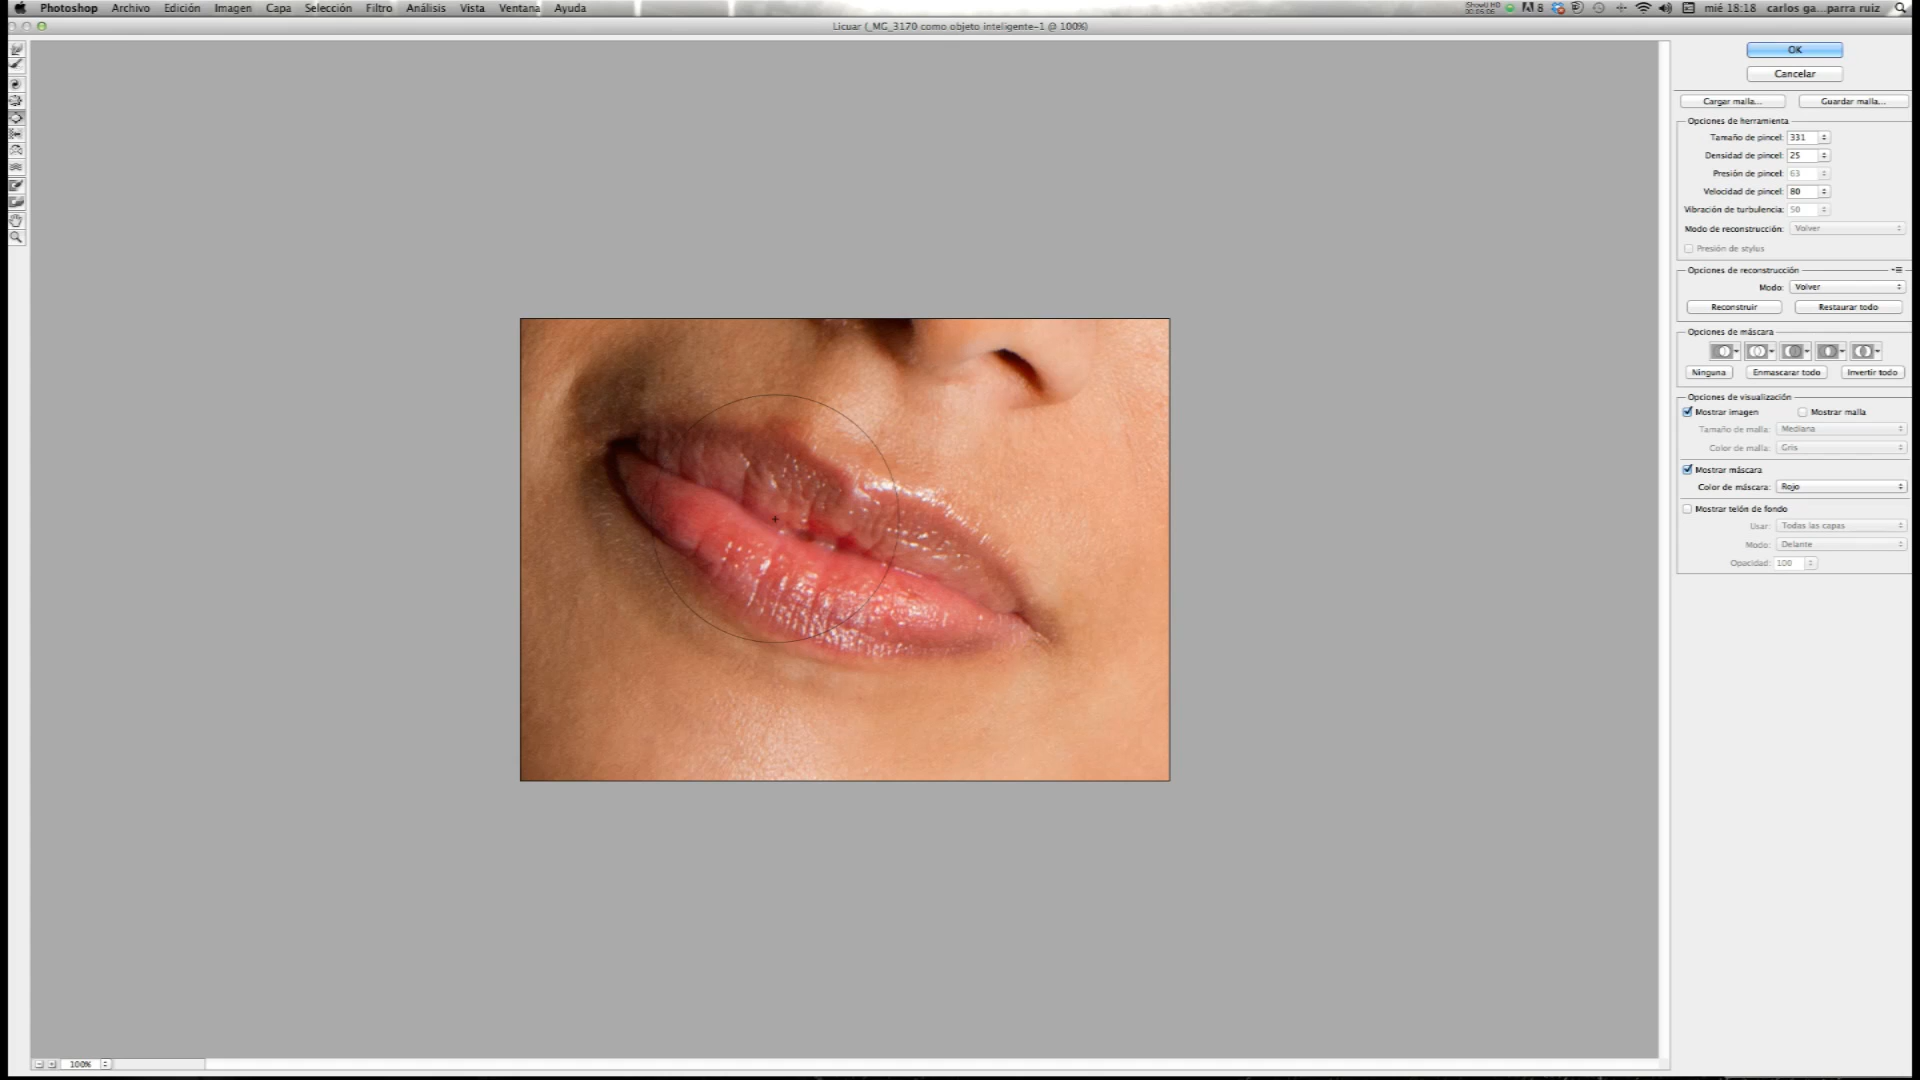 Photoshop Archivo Edición Imagen Capa Selección Filtro Análisis Vista Ventana Ayuda
8 mié 18:18 carlos ga...parra ruiz
Licuar (_MG_3170 como objeto inteligente-1 @ 100%)
OK
Cancelar
Cargar malla... Guardar malla...
Opciones de herramienta
Tamaño de pincel: 331
Densidad de pincel: 25
Presión de pincel: 63
Velocidad de pincel: 80
Vibración de turbulencia: 50
Modo de reconstrucción: Volver
Presión de stylus
Opciones de reconstrucción
Modo: Volver
Reconstruir Restaurar todo
Opciones de máscara
Ninguna Enmascarar todo Invertir todo
Opciones de visualización
Mostrar imagen Mostrar malla
Tamaño de malla: Mediana
Color de malla: Gris
Mostrar máscara
Color de máscara: Rojo
Mostrar telón de fondo
Usar: Todas las capas
Modo: Delante
Opacidad: 100
100%